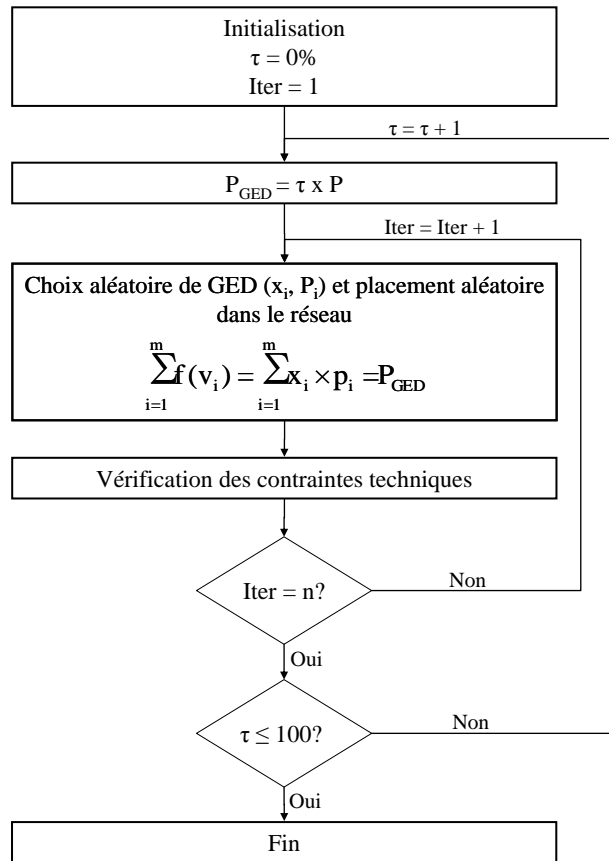 Initialisation
τ = 0%
Iter = 1
τ = τ + 1
P_GED = τ x P
Iter = Iter + 1
Choix aléatoire de GED (x_i, P_i) et placement aléatoire
dans le réseau
∑_{i=1}^{m} f(v_i) = ∑_{i=1}^{m} x_i × p_i = P_GED
Vérification des contraintes techniques
Iter = n?
Non
Oui
τ ≤ 100?
Non
Oui
Fin